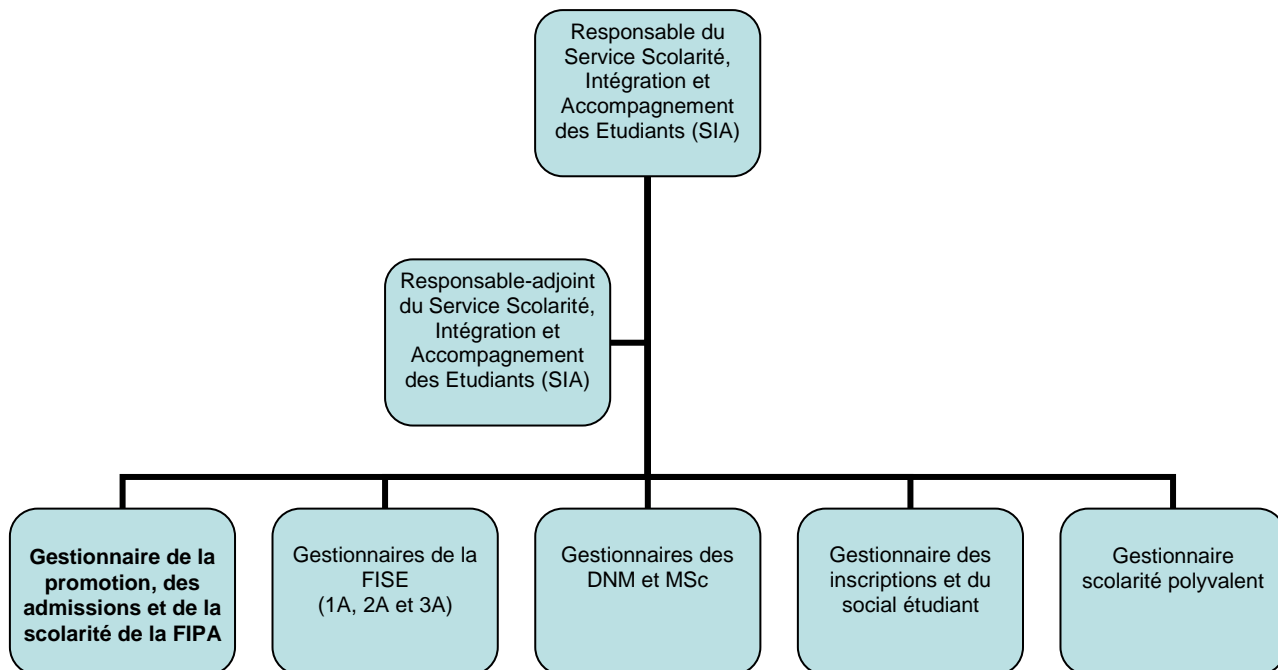 Responsable du
Service Scolarité,
Intégration et
Accompagnement
des Etudiants (SIA)
Responsable-adjoint
du Service Scolarité,
Intégration et
Accompagnement
des Etudiants (SIA)
Gestionnaire de la
promotion, des
admissions et de la
scolarité de la FIPA
Gestionnaires de la
FISE
(1A, 2A et 3A)
Gestionnaires des
DNM et MSc
Gestionnaire des
inscriptions et du
social étudiant
Gestionnaire
scolarité polyvalent